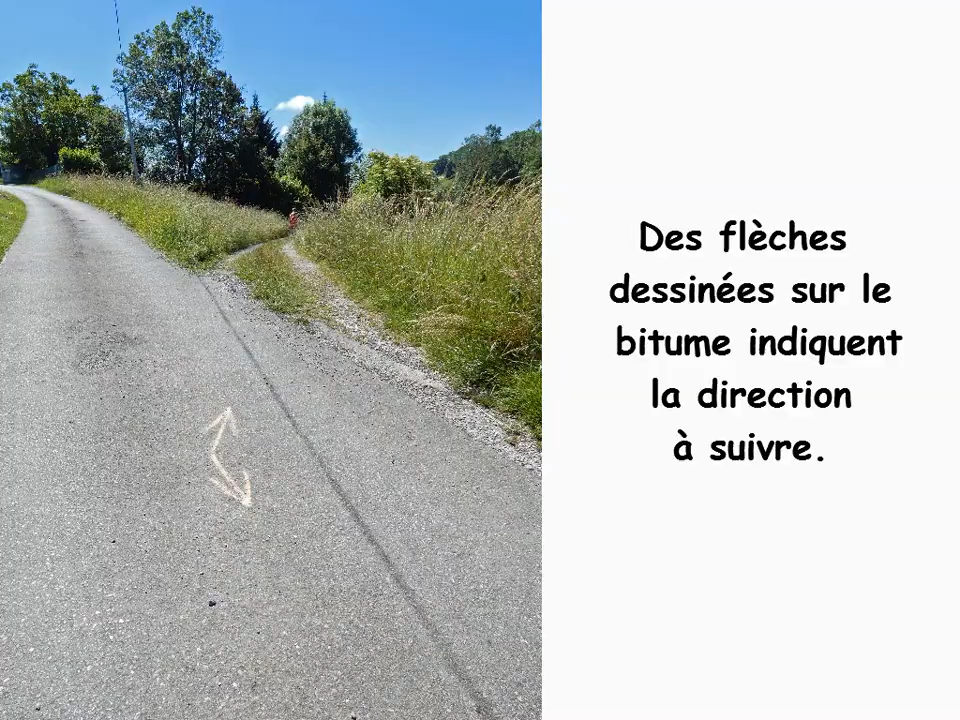 Des flèches
dessinées sur le
bitume indiquent
la direction
à suivre.